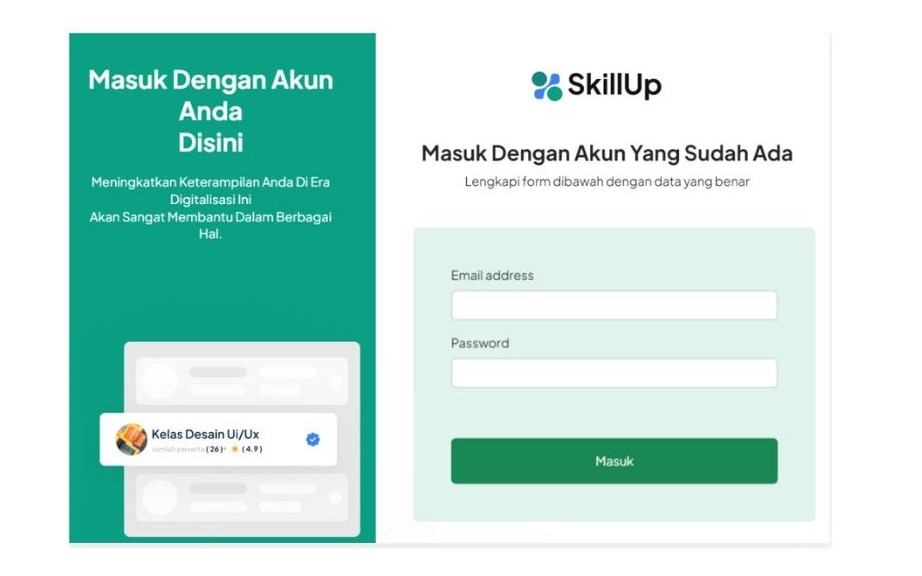 Masuk Dengan Akun
Anda
Disini
Meningkatkan Keterampilan Anda Di Era
Digitalisasi Ini
Akan Sangat Membantu Dalam Berbagai
Hal.
Kelas Desain Ui/Ux
Jumlah peserta (26)• (4.9)
SkillUp
Masuk Dengan Akun Yang Sudah Ada
Lengkapi form dibawah dengan data yang benar
Email address
Password
Masuk